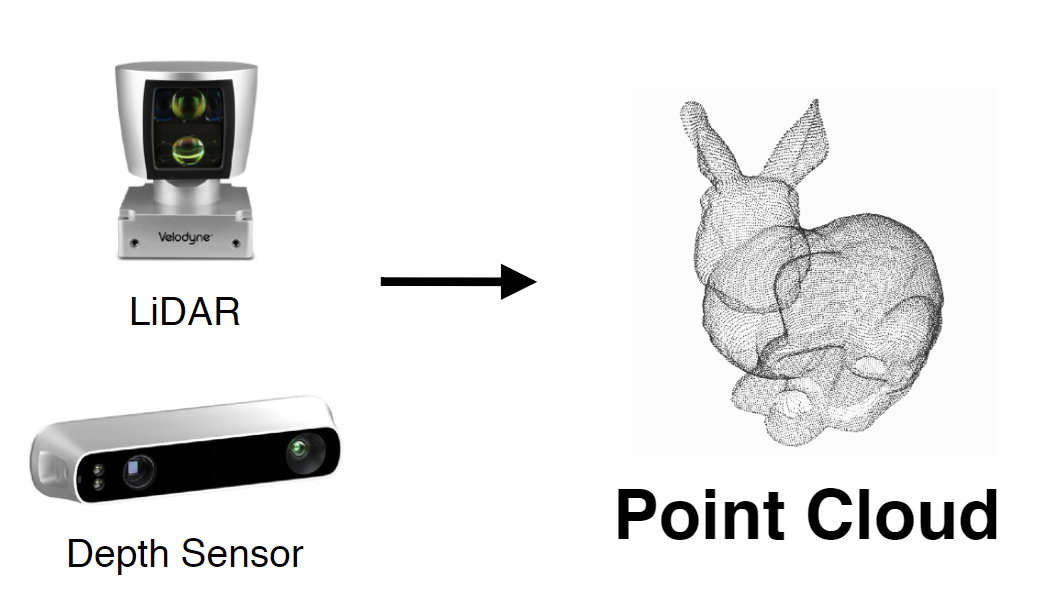 Velodyne
LiDAR
Depth Sensor
Point Cloud